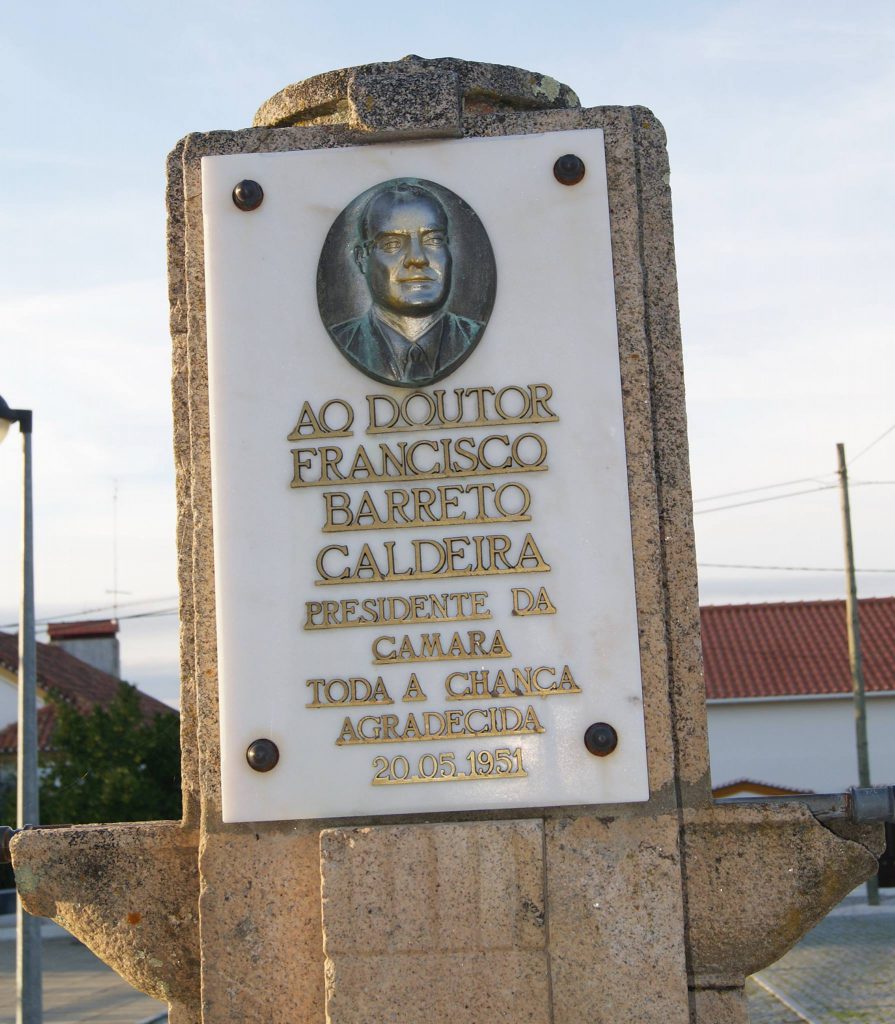 AO DOUTOR
FRANCISCO
BARRETO
CALDEIRA
PRESIDENTE DA
CAMARA
TODA A CHANCA
AGRADECIDA
20.05.1951